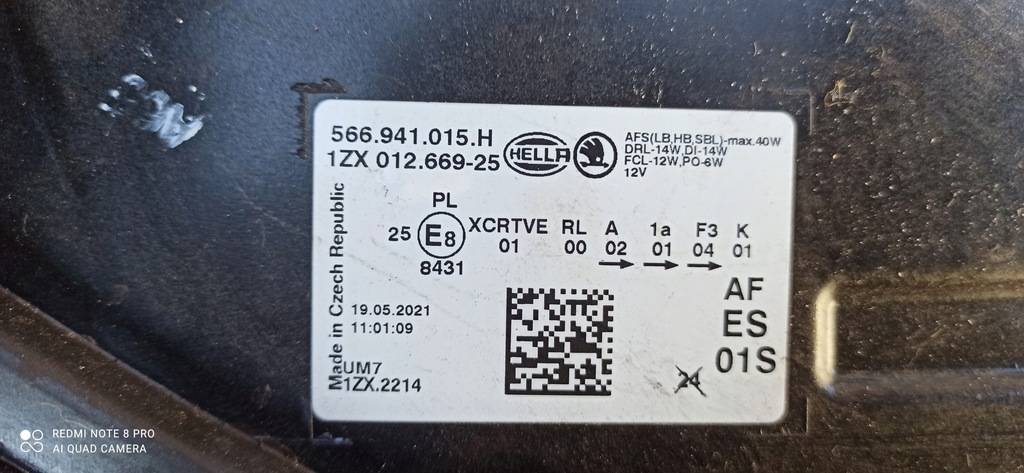 566.941.015.H
1ZX 012.669-25
HELLA
AFS(LB,HB,SBL)-max.40W
DRL-14W,DI-14W
FCL-12W,PO-6W
12V
PL
25 E8 XCRTVE RL A 1a F3 K
8431 01 00 02 01 04 01
Made in Czech Republic
19.05.2021
11:01:09
UM7
E1ZX.2214
AF
ES
01S
24
REDMI NOTE 8 PRO
AI QUAD CAMERA